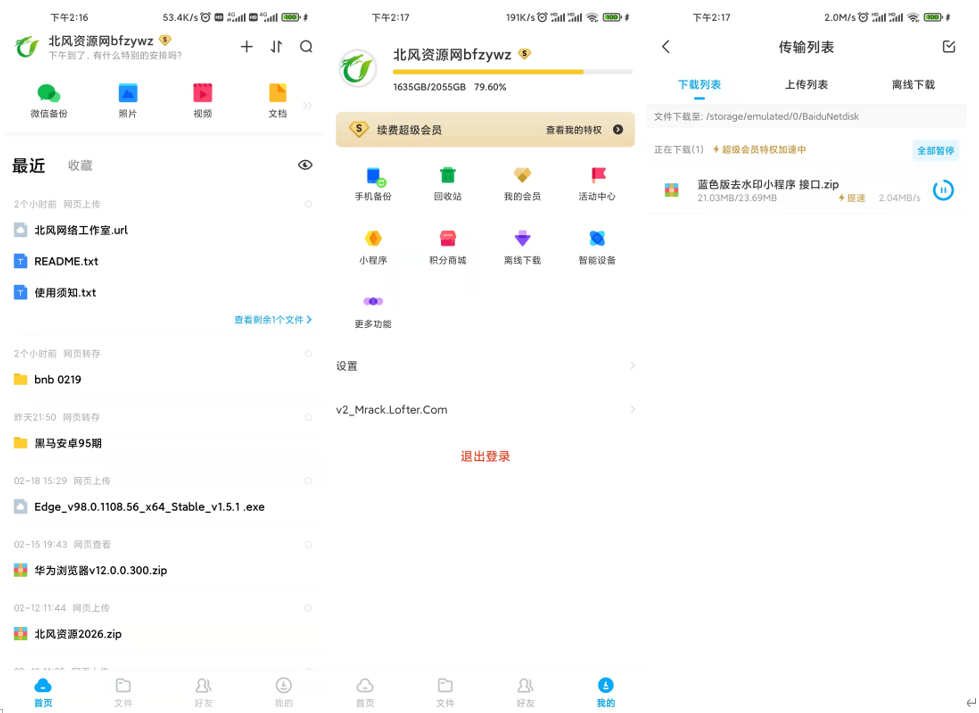 下午2:16
53.4K/s
北风资源网bfzywz
下午到了，有什么特别的安排吗?
微信备份
照片
视频
文档
最近
收藏
2个小时前 网页上传
北风网络工作室.url
README.txt
使用须知.txt
查看剩余1个文件
2个小时前 网页转存
bnb 0219
昨天21:50 网页转存
黑马安卓95期
02-18 15:29 网页上传
Edge_v98.0.1108.56_x64_Stable_v1.5.1 .exe
02-15 19:43 网页查看
华为浏览器v12.0.0.300.zip
02-12 11:44 网页上传
北风资源2026.zip
首页
文件
好友
我的
下午2:17
191K/s
北风资源网bfzywz
1635GB/2055GB 79.60%
续费超级会员
查看我的特权
手机备份
回收站
我的会员
活动中心
小程序
积分商城
离线下载
智能设备
更多功能
设置
v2_Mrack.Lofter.Com
退出登录
首页
文件
好友
我的
下午2:17
2.0M/s
传输列表
下载列表
上传列表
离线下载
文件下载至: /storage/emulated/0/BaiduNetdisk
正在下载(1)
超级会员特权加速中
全部暂停
蓝色版去水印小程序 接口.zip
21.03MB/23.69MB
提速
2.04MB/s